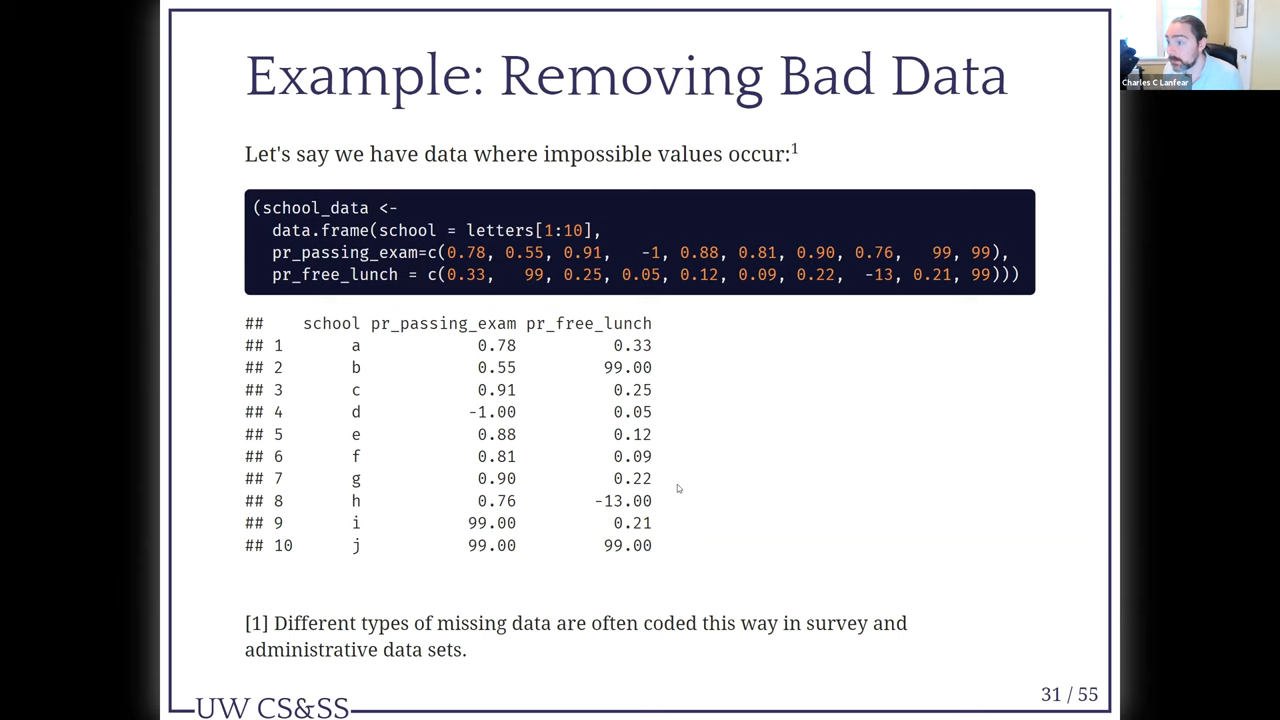 Example: Removing Bad Data
Charles C Lanfear
Let's say we have data where impossible values occur:1
(school_data <-
  data.frame(school = letters[1:10],
  pr_passing_exam=c(0.78, 0.55, 0.91,   -1, 0.88, 0.81, 0.90, 0.76,   99, 99),
  pr_free_lunch = c(0.33,   99, 0.25, 0.05, 0.12, 0.09, 0.22,  -13, 0.21, 99)))
##    school pr_passing_exam pr_free_lunch
## 1       a            0.78          0.33
## 2       b            0.55         99.00
## 3       c            0.91          0.25
## 4       d           -1.00          0.05
## 5       e            0.88          0.12
## 6       f            0.81          0.09
## 7       g            0.90          0.22
## 8       h            0.76        -13.00
## 9       i           99.00          0.21
## 10      j           99.00         99.00
[1] Different types of missing data are often coded this way in survey and
administrative data sets.
31 / 55
UW CS&SS